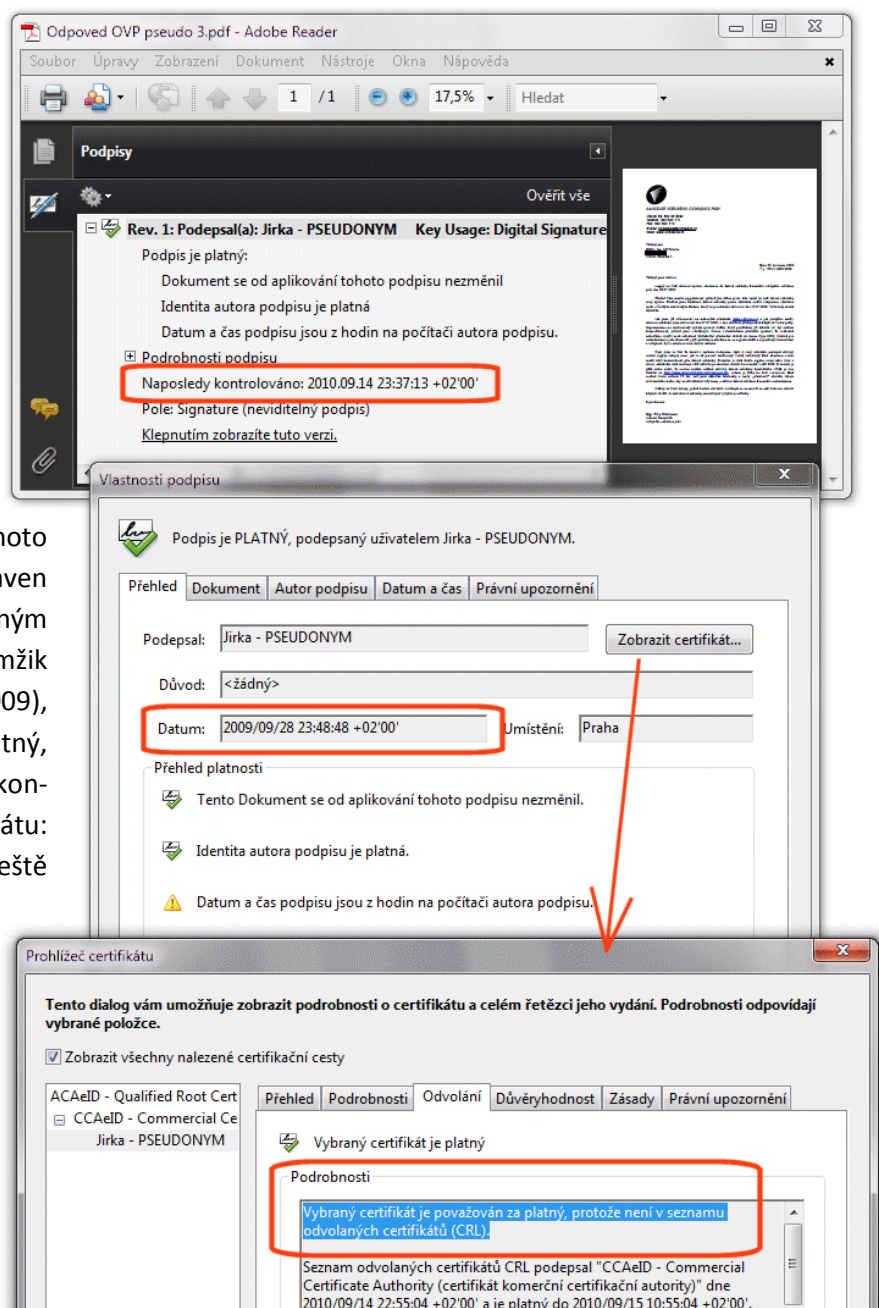 Odpoved OVP pseudo 3.pdf - Adobe Reader
Soubor Úpravy Zobrazení Dokument Nástroje Okna Nápověda
1 /1 17,5% Hledat
Podpisy
Ověřit vše
Rev. 1: Podepsal(a): Jirka - PSEUDONYM Key Usage: Digital Signature
Podpis je platný:
Dokument se od aplikování tohoto podpisu nezměnil
Identita autora podpisu je platná
Datum a čas podpisu jsou z hodin na počítači autora podpisu.
Podrobnosti podpisu
Naposledy kontrolováno: 2010.09.14 23:37:13 +02'00'
Pole: Signature (neviditelný podpis)
Klepnutím zobrazíte tuto verzi.
Vlastnosti podpisu
Podpis je PLATNÝ, podepsaný uživatelem Jirka - PSEUDONYM.
Přehled Dokument Autor podpisu Datum a čas Právní upozornění
Podepsal: Jirka - PSEUDONYM Zobrazit certifikát...
Důvod: <žádný>
Datum: 2009/09/28 23:48:48 +02'00' Umístění: Praha
Přehled platnosti
Tento Dokument se od aplikování tohoto podpisu nezměnil.
Identita autora podpisu je platná.
Datum a čas podpisu jsou z hodin na počítači autora podpisu.
hoto
aven
ným
mžik
009),
tný,
kon-
átu:
eště
Prohlížeč certifikátu
Tento dialog vám umožňuje zobrazit podrobnosti o certifikátu a celém řetězci jeho vydání. Podrobnosti odpovídají
vybrané položce.
Zobrazit všechny nalezené certifikační cesty
ACAeID - Qualified Root Cert
CCAeID - Commercial Ce
Jirka - PSEUDONYM
Přehled Podrobnosti Odvolání Důvěryhodnost Zásady Právní upozornění
Vybraný certifikát je platný
Podrobnosti
Vybraný certifikát je považován za platný, protože není v seznamu
odvolaných certifikátů (CRL).
Seznam odvolaných certifikátů CRL podepsal "CCAeID - Commercial
Certificate Authority (certifikát komerční certifikační autority)" dne
2010/09/14 22:55:04 +02'00' a je platný do 2010/09/15 10:55:04 +02'00'.